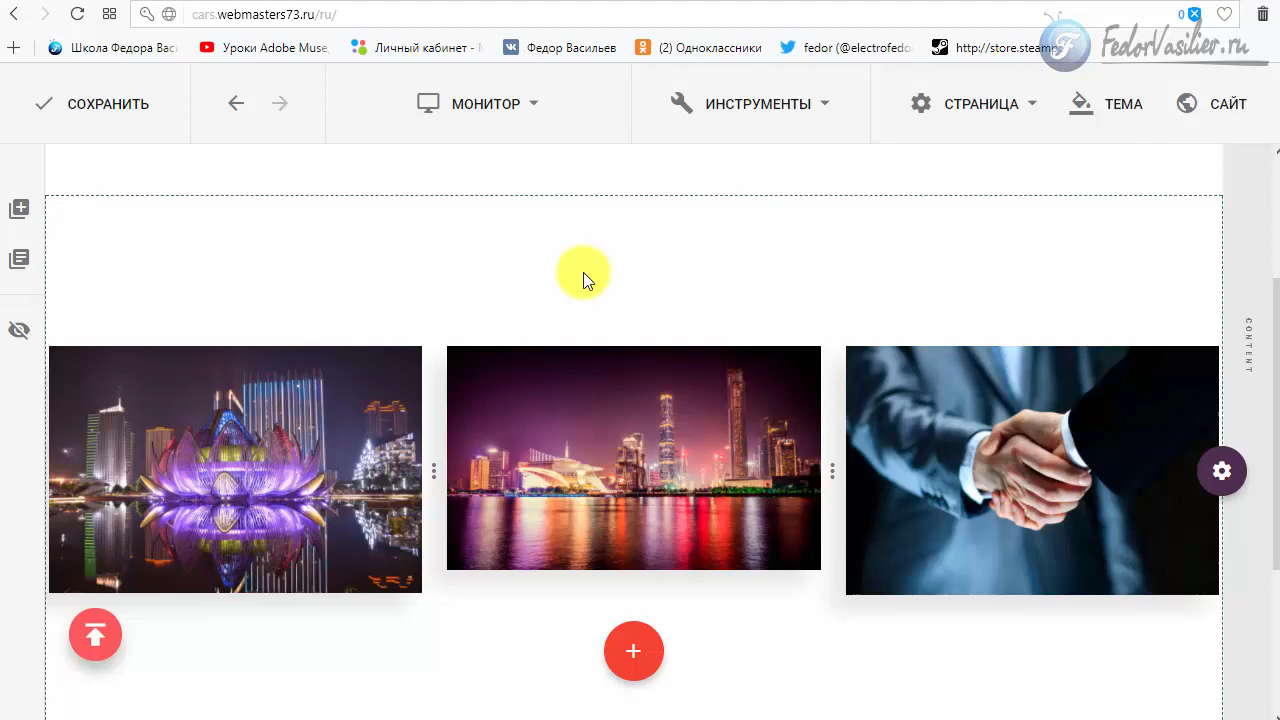 cars.webmasters73.ru/ru/
0
FedorVasiliev.ru
Школа Федора Вас
Уроки Adobe Muse,
Личный кабинет - М
Федор Васильев
(2) Одноклассники
fedor (@electrofedo
http://store.steamp
СОХРАНИТЬ
МОНИТОР
ИНСТРУМЕНТЫ
СТРАНИЦА
ТЕМА
САЙТ
CONTENT